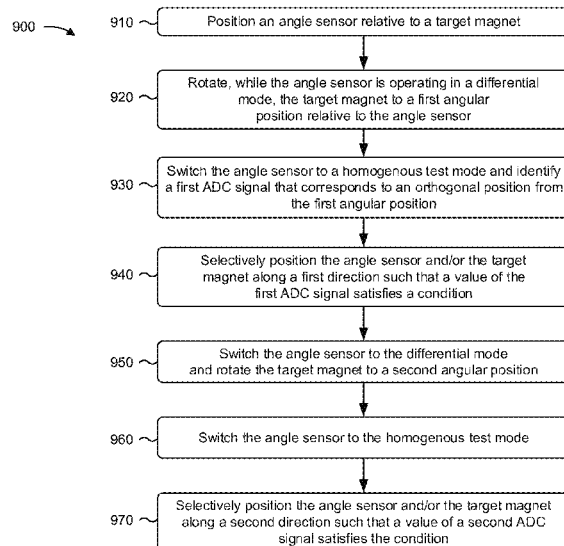 900
910
Position an angle sensor relative to a target magnet
920
Rotate, while the angle sensor is operating in a differential
mode, the target magnet to a first angular
position relative to the angle sensor
930
Switch the angle sensor to a homogenous test mode and identify
a first ADC signal that corresponds to an orthogonal position from
the first angular position
940
Selectively position the angle sensor and/or the target
magnet along a first direction such that a value of the
first ADC signal satisfies a condition
950
Switch the angle sensor to the differential mode
and rotate the target magnet to a second angular position
960
Switch the angle sensor to the homogenous test mode
970
Selectively position the angle sensor and/or the target magnet
along a second direction such that a value of a second ADC
signal satisfies the condition